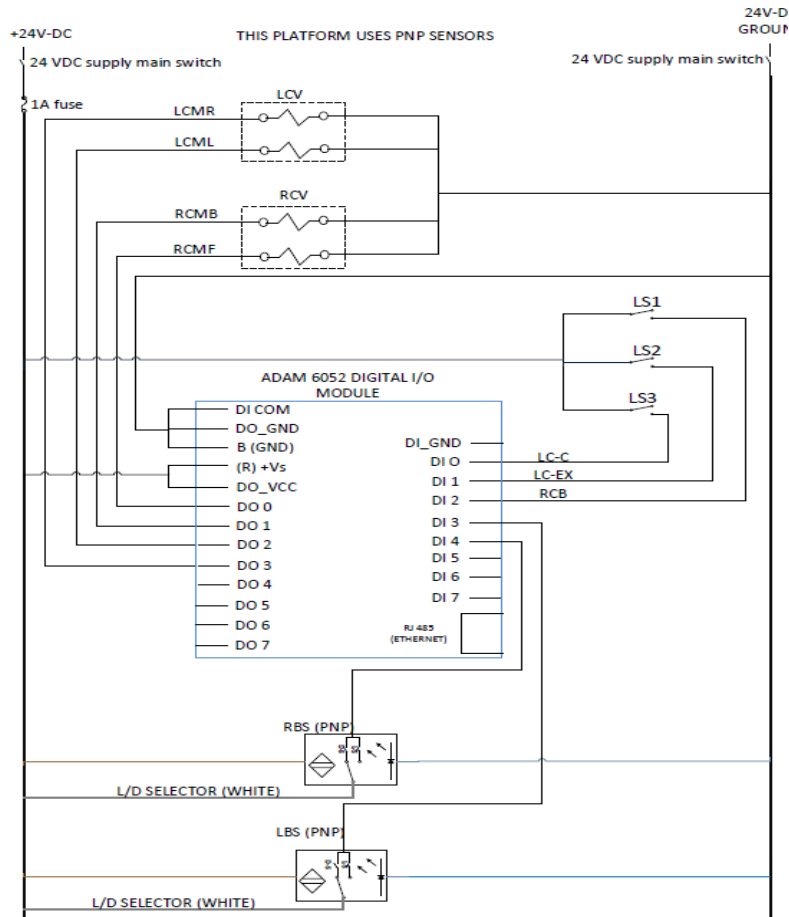 24V-D
+24V-DC
THIS PLATFORM USES PNP SENSORS
GROUN
24 VDC supply main switch
24 VDC supply main switch
1A fuse
LCV
LCMR
LCML
RCV
RCMB
RCMF
LS1
LS2
LS3
ADAM 6052 DIGITAL I/O
MODULE
DI COM
DO_GND
B (GND)
(R) +Vs
DO_VCC
DO 0
DO 1
DO 2
DO 3
DO 4
DO 5
DO 6
DO 7
DI_GND
DI O
DI 1
DI 2
DI 3
DI 4
DI 5
DI 6
DI 7
LC-C
LC-EX
RCB
RJ 485
(ETHERNET)
RBS (PNP)
L/D SELECTOR (WHITE)
LBS (PNP)
L/D SELECTOR (WHITE)